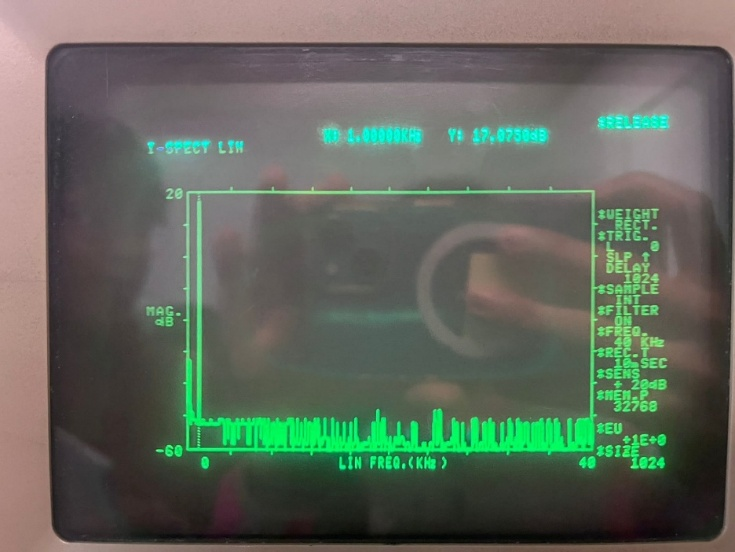 *RELEASE
X: 1.00000KHz Y: 17.0750dB
I-SPECT LIN
20
MAG.
dB
-60
0
LIN FREQ.(KHz)
40
*WEIGHT
RECT.
*TRIG.
L 0
SLP ↑
DELAY
1024
*SAMPLE
INT
*FILTER
ON
*FREQ.
40 KHz
*REC.T
10mSEC
*SENS
+ 20dB
*MEM.P
32768
*EU
+1E+0
*SIZE
1024